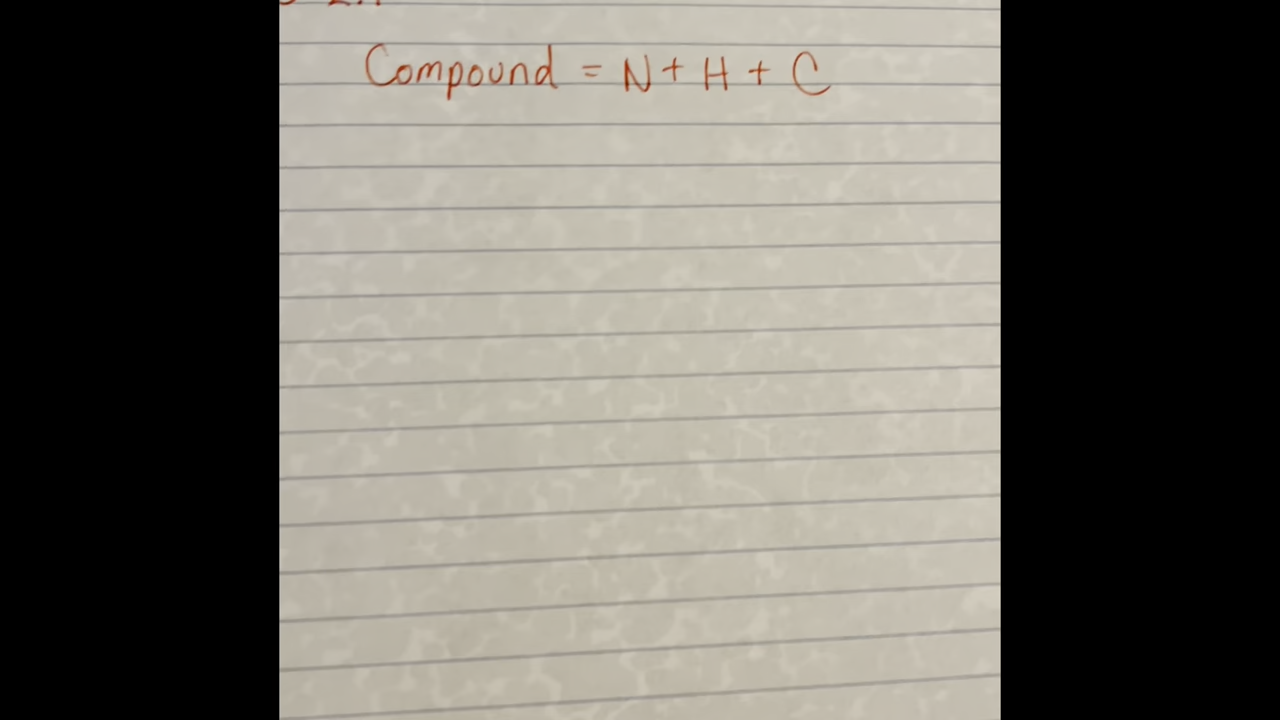 Compound = N + H + C